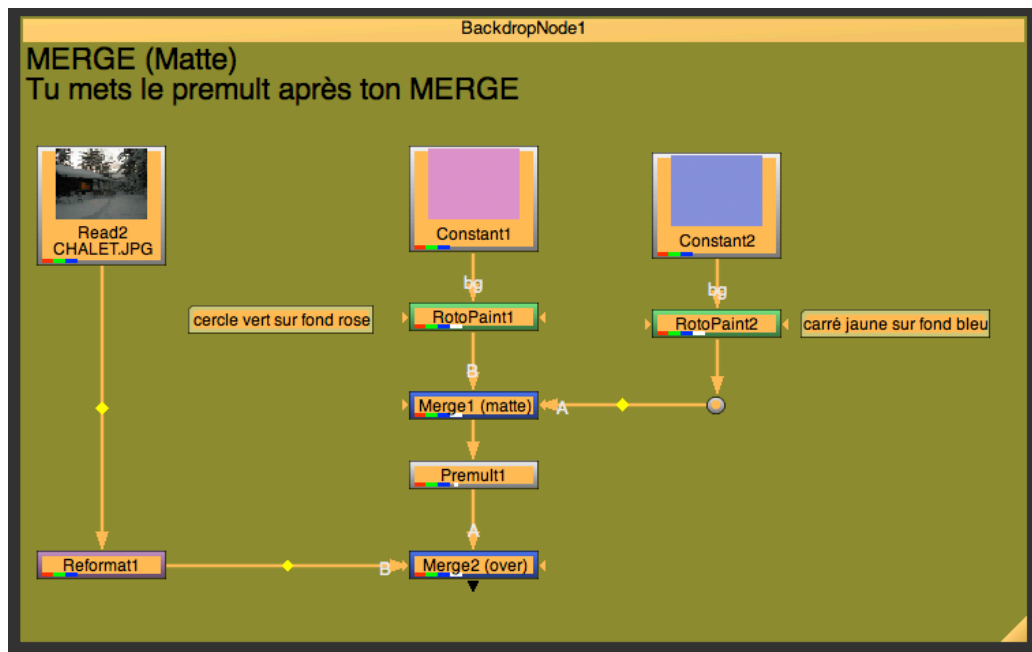 BackdropNode1
MERGE (Matte)
Tu mets le premult après ton MERGE
Read2
CHALET.JPG
Constant1
Constant2
bg
bg
cercle vert sur fond rose
RotoPaint1
RotoPaint2
carré jaune sur fond bleu
B
Merge1 (matte)
A
Premult1
A
Reformat1
B
Merge2 (over)